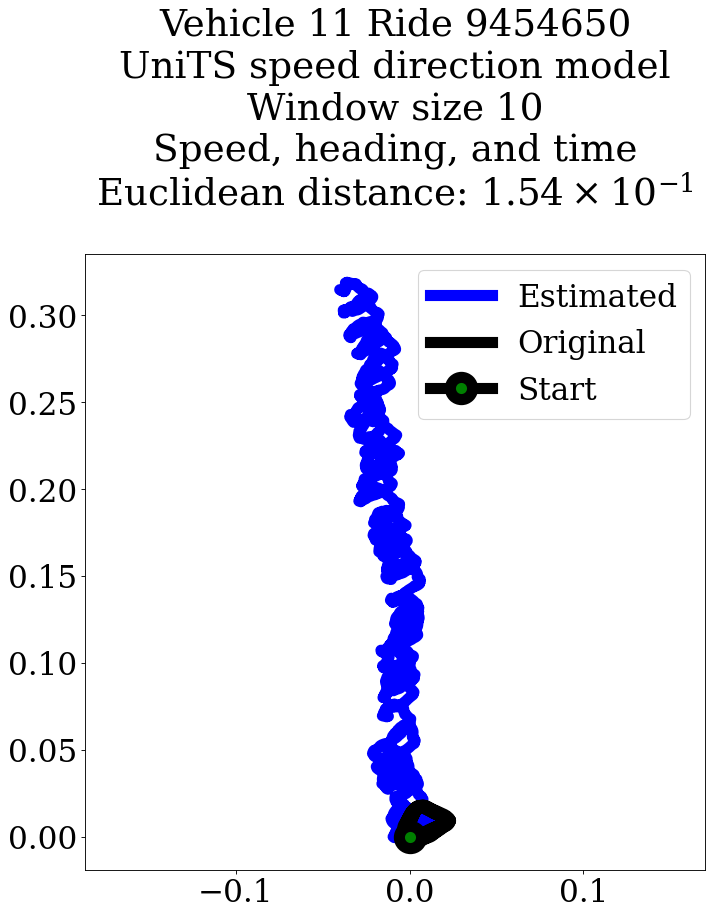 Vehicle 11 Ride 9454650
UniTS speed direction model
Window size 10
Speed, heading, and time
Euclidean distance: 1.54 × 10⁻¹
Estimated
Original
Start
0.30
0.25
0.20
0.15
0.10
0.05
0.00
−0.1 0.0 0.1